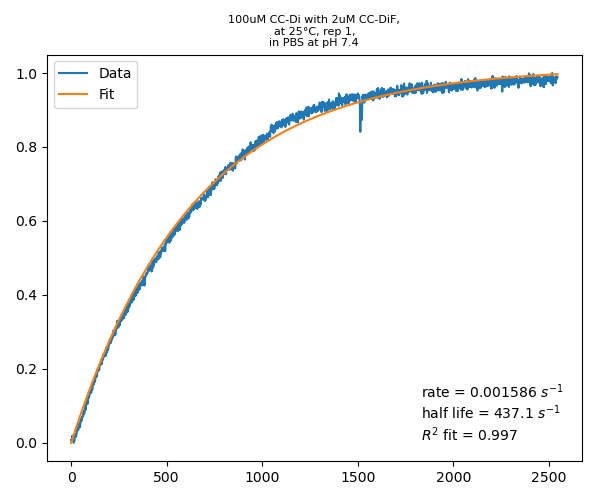 100uM CC-Di with 2uM CC-DiF,
at 25°C, rep 1,
in PBS at pH 7.4
Data
Fit
1.0
0.8
0.6
0.4
0.2
0.0
rate = 0.001586 s⁻¹
half life = 437.1 s⁻¹
R² fit = 0.997
0 500 1000 1500 2000 2500